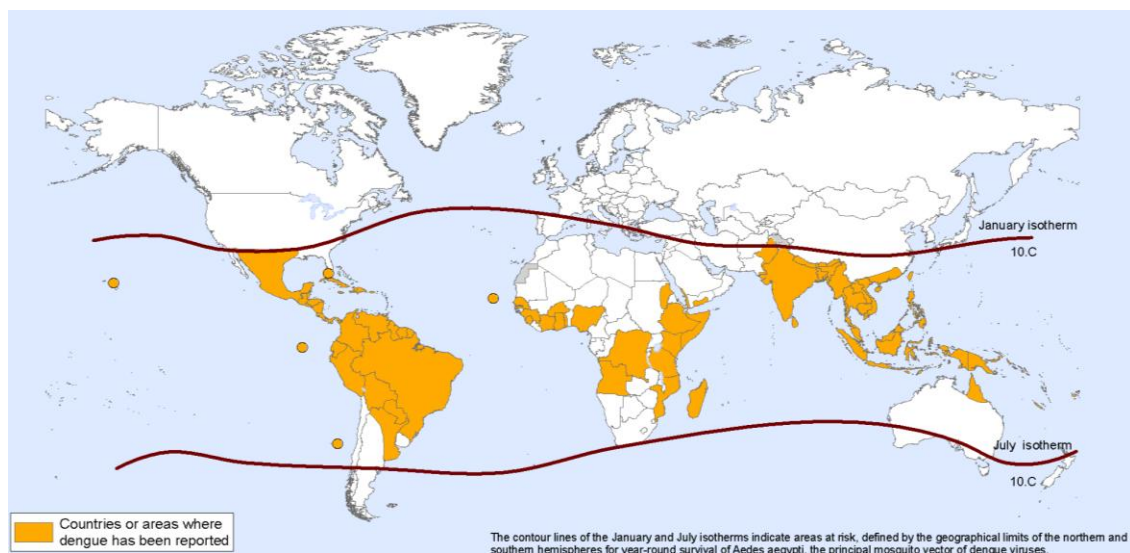 January isotherm
10.C
July isotherm
10.C
Countries or areas where
dengue has been reported
The contour lines of the January and July isotherms indicate areas at risk, defined by the geographical limits of the northern and
southern hemispheres for year-round survival of Aedes aegypti, the principal mosquito vector of dengue viruses.